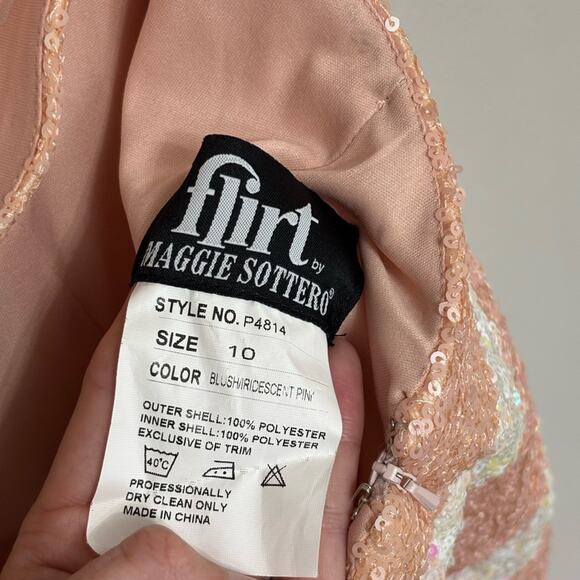 flirt
by
MAGGIE SOTTERO®
STYLE NO. P4814
SIZE 10
COLOR BLUSH/IRIDESCENT PINK
OUTER SHELL:100% POLYESTER
INNER SHELL:100% POLYESTER
EXCLUSIVE OF TRIM
40°C
PROFESSIONALLY
DRY CLEAN ONLY
MADE IN CHINA